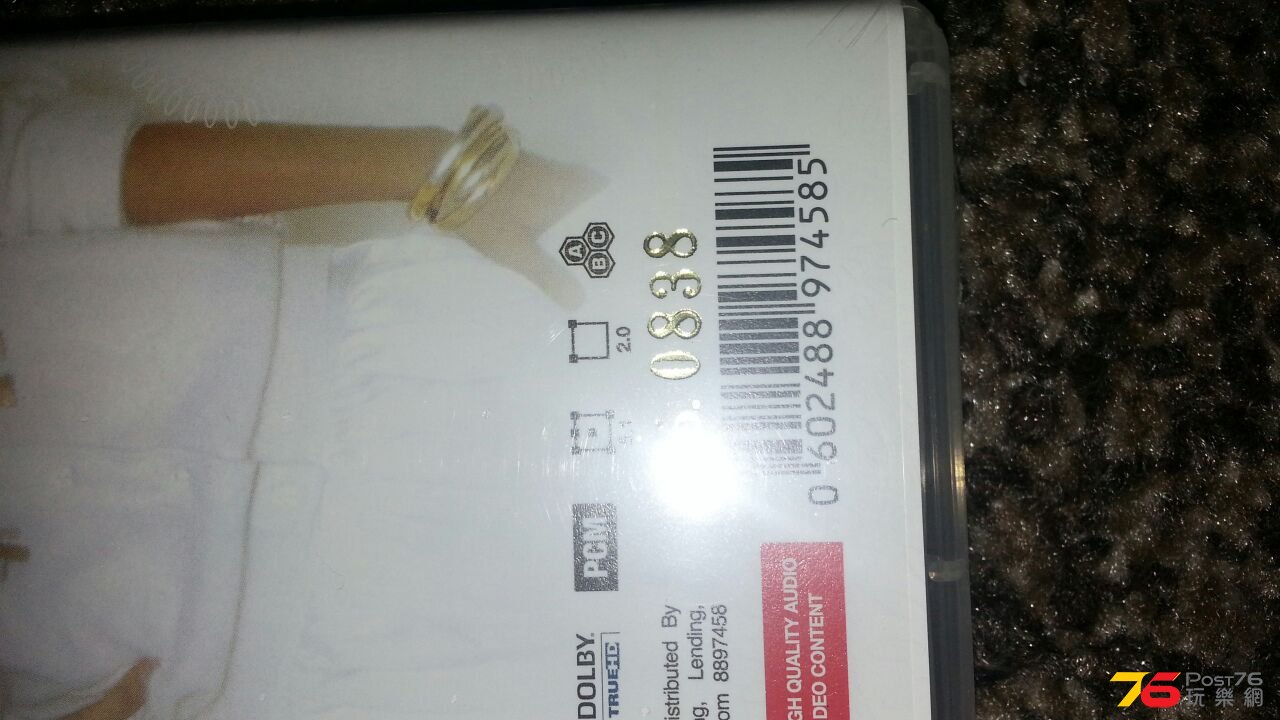 A B C
2.0
0838
0 602488 974585
PCM
DOLBY
TRUEHD
istributed By
g, Lending,
om 8897458
GH QUALITY AUDIO
DEO CONTENT
76 Post76
玩樂網